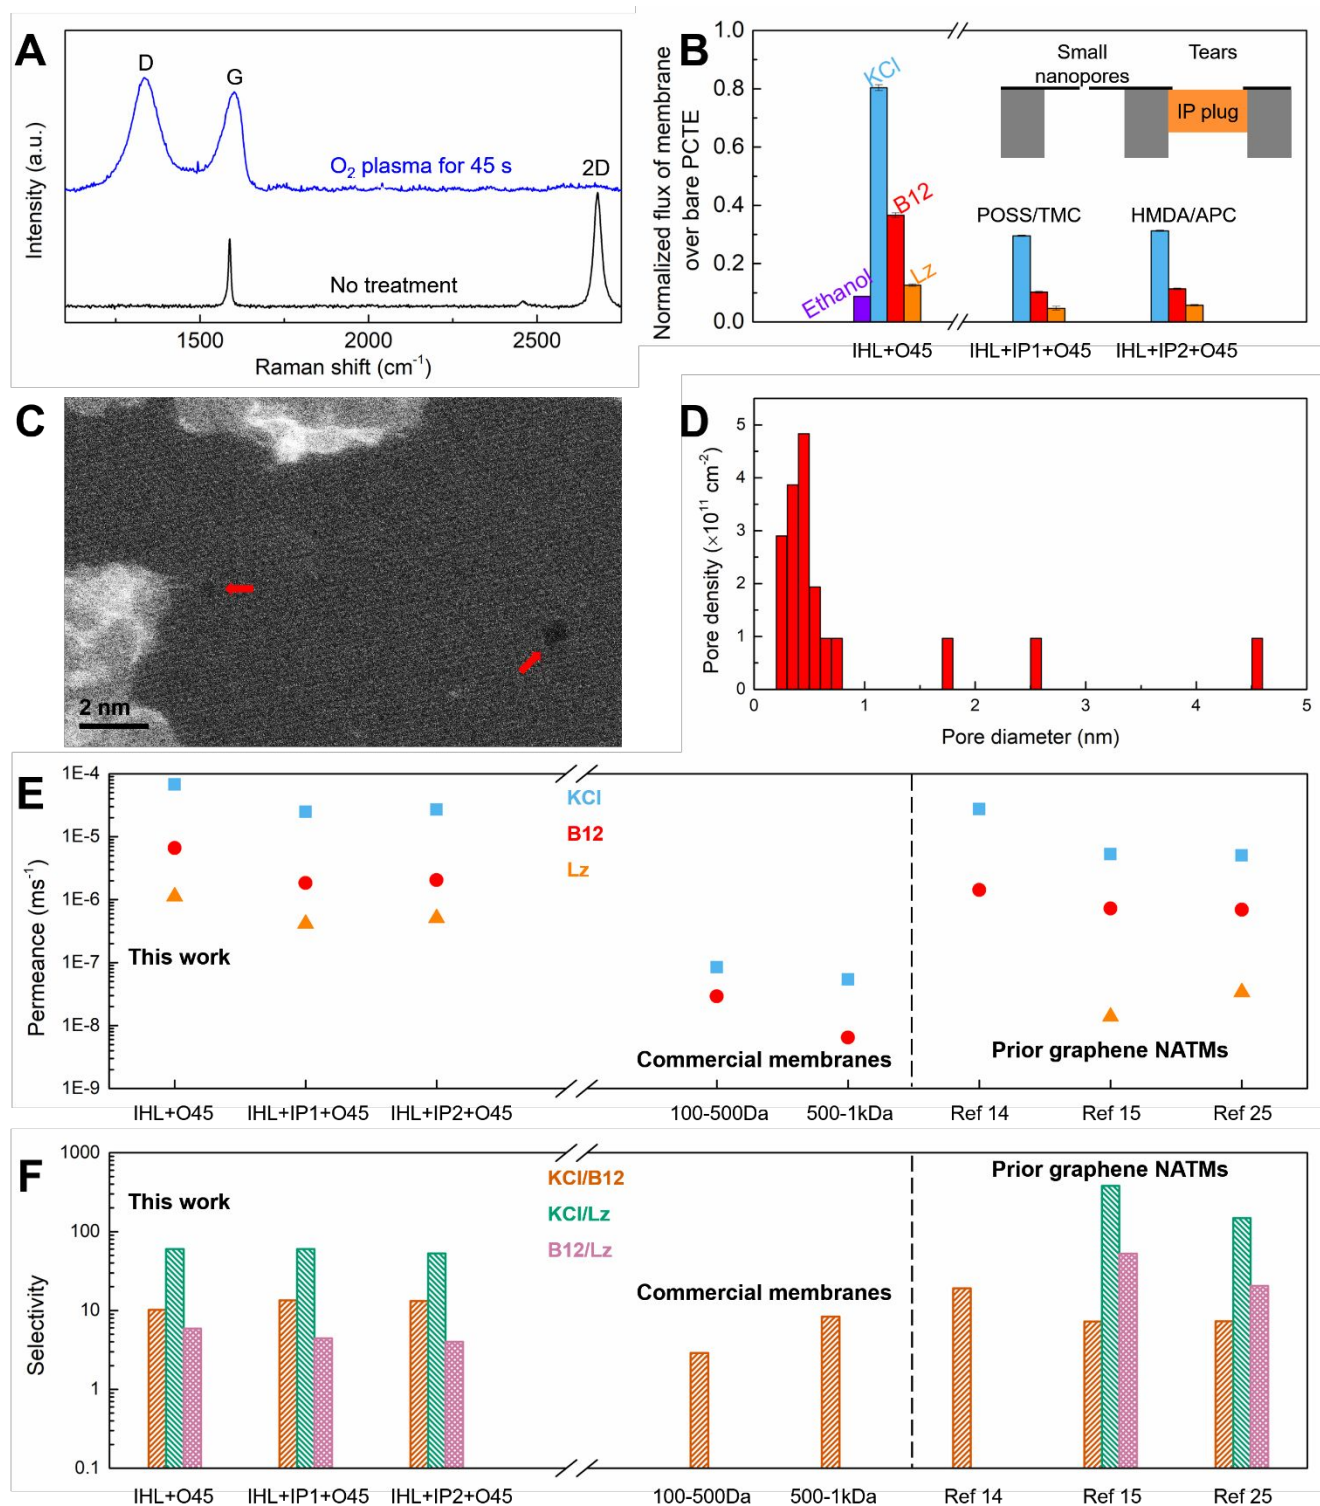 A
D
G
O2 plasma for 45 s
2D
No treatment
Intensity (a.u.)
1500
2000
2500
Raman shift (cm-1)
B
Normalized flux of membrane
over bare PCTE
1.0
0.8
0.6
0.4
0.2
0.0
KCl
B12
Ethanol
Lz
Small
nanopores
Tears
IP plug
POSS/TMC
HMDA/APC
IHL+O45
IHL+IP1+O45
IHL+IP2+O45
C
2 nm
D
Pore density (×10¹¹ cm⁻²)
5
4
3
2
1
0
0
1
2
3
4
5
Pore diameter (nm)
E
Permeance (ms-1)
1E-4
1E-5
1E-6
1E-7
1E-8
1E-9
KCl
B12
Lz
This work
Commercial membranes
Prior graphene NATMs
IHL+O45
IHL+IP1+O45
IHL+IP2+O45
100-500Da
500-1kDa
Ref 14
Ref 15
Ref 25
F
Selectivity
1000
100
10
1
0.1
This work
KCl/B12
KCl/Lz
B12/Lz
Commercial membranes
Prior graphene NATMs
IHL+O45
IHL+IP1+O45
IHL+IP2+O45
100-500Da
500-1kDa
Ref 14
Ref 15
Ref 25